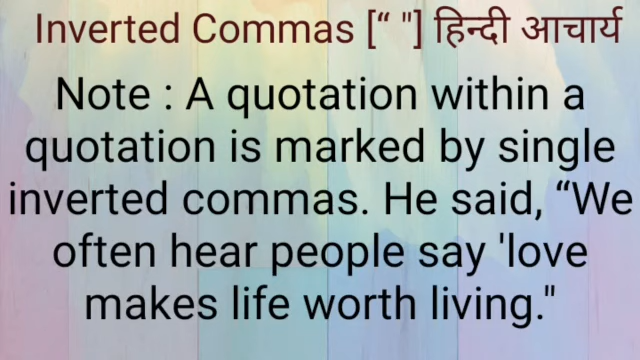 Inverted Commas [“ "] हिन्दी आचार्य
Note : A quotation within a
quotation is marked by single
inverted commas. He said, “We
often hear people say 'love
makes life worth living."